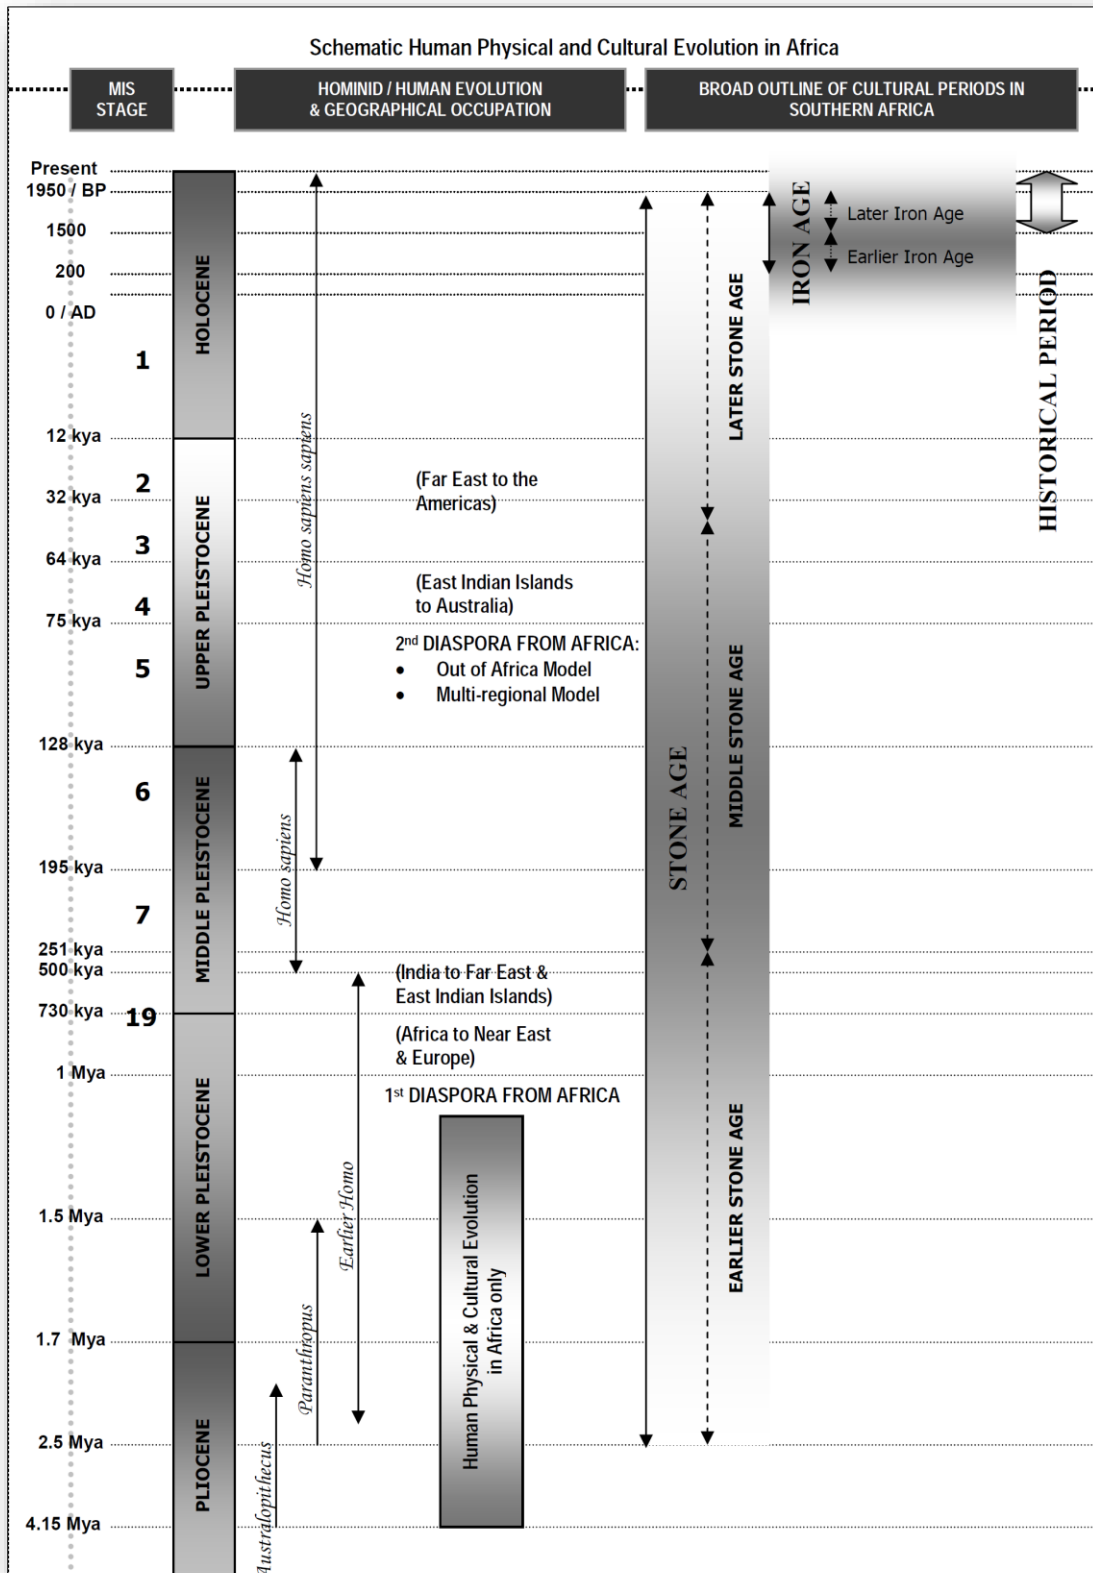 Schematic Human Physical and Cultural Evolution in Africa
MIS
STAGE
HOMINID / HUMAN EVOLUTION
& GEOGRAPHICAL OCCUPATION
BROAD OUTLINE OF CULTURAL PERIODS IN
SOUTHERN AFRICA
Present
1950 / BP
1500
200
0 / AD
12 kya
32 kya
64 kya
75 kya
128 kya
195 kya
251 kya
500 kya
730 kya
1 Mya
1.5 Mya
1.7 Mya
2.5 Mya
4.15 Mya
1
2
3
4
5
6
7
19
HOLOCENE
UPPER PLEISTOCENE
MIDDLE PLEISTOCENE
LOWER PLEISTOCENE
PLIOCENE
Homo sapiens sapiens
Homo sapiens
Earlier Homo
Paranthropus
Australopithecus
(Far East to the
Americas)
(East Indian Islands
to Australia)
2nd DIASPORA FROM AFRICA:
• Out of Africa Model
• Multi-regional Model
(India to Far East &
East Indian Islands)
(Africa to Near East
& Europe)
1st DIASPORA FROM AFRICA
Human Physical & Cultural Evolution
in Africa only
STONE AGE
LATER STONE AGE
MIDDLE STONE AGE
EARLIER STONE AGE
IRON AGE
Later Iron Age
Earlier Iron Age
HISTORICAL PERIOD